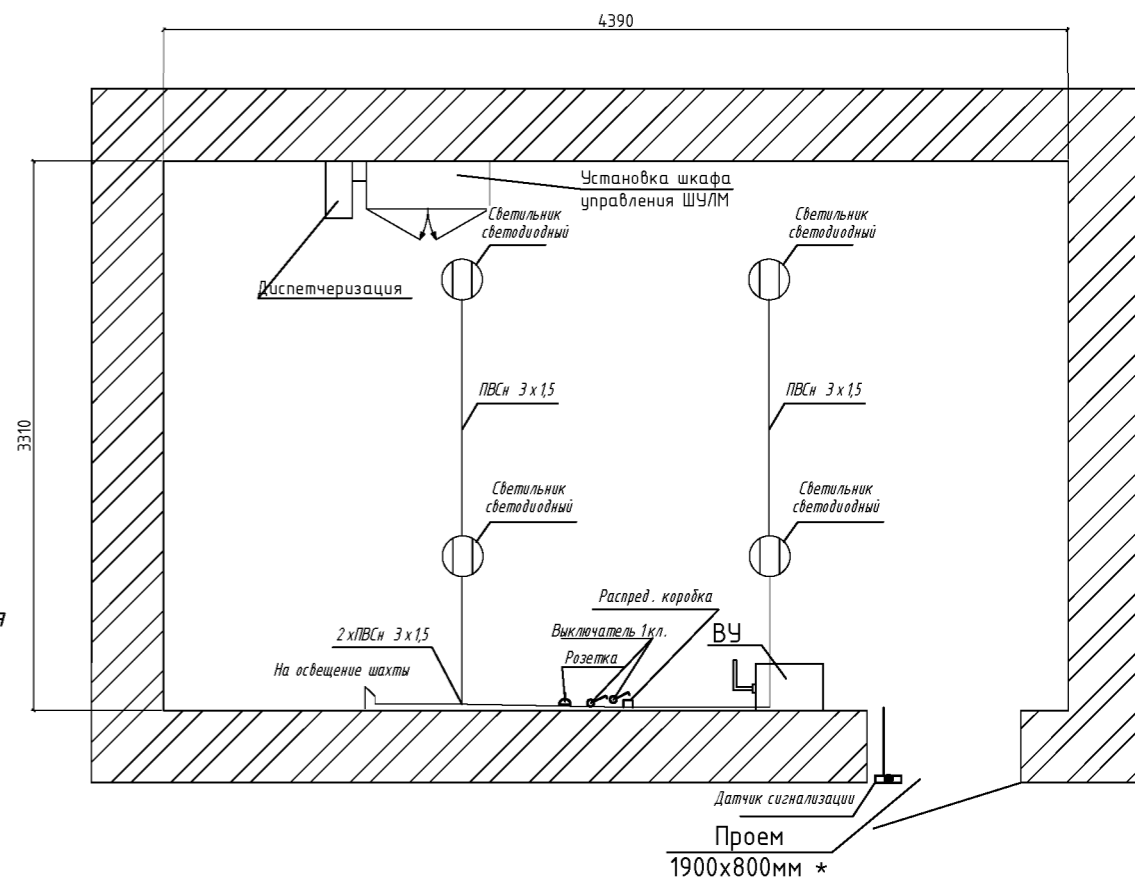 4390
Установка шкафа
управления ШУЛМ
Светильник
светодиодный
Светильник
светодиодный
Диспетчеризация
ПВСн 3 х 1,5
ПВСн 3 х 1,5
3310
Светильник
светодиодный
Светильник
светодиодный
Распред. коробка
я
2 хПВСн 3 х 1,5
Выключатель 1кл.
ВУ
Розетка
На освещение шахты
Датчик сигнализации
Проем
1900х800мм *